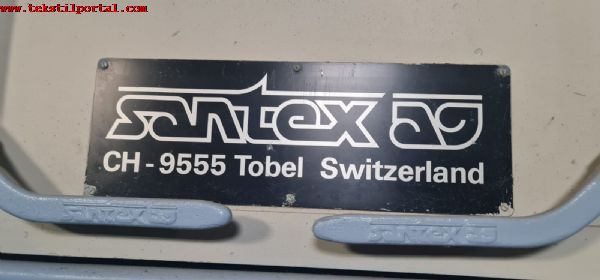 www.tekstilportal.com
santex ag
CH-9555 Tobel Switzerland
santex ag
santex ag